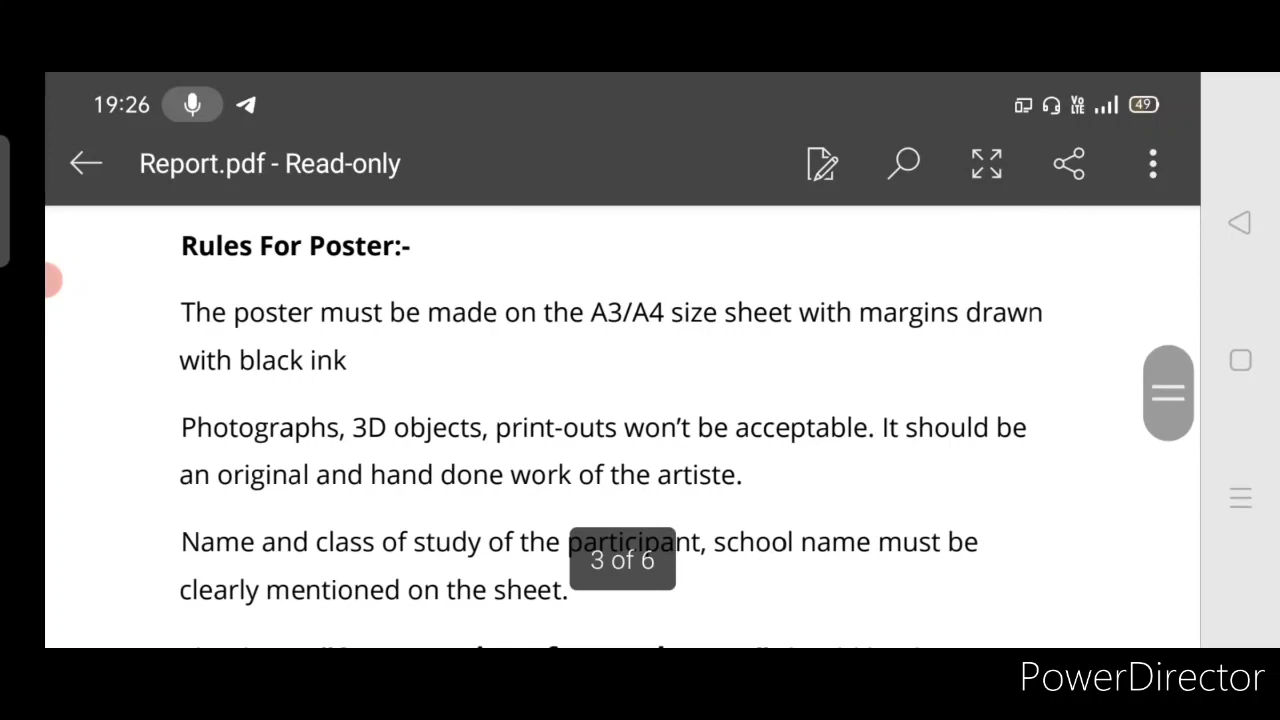 19:26
Vo
LTE
49
Report.pdf - Read-only
Rules For Poster:-
The poster must be made on the A3/A4 size sheet with margins drawn
with black ink
Photographs, 3D objects, print-outs won’t be acceptable. It should be
an original and hand done work of the artiste.
Name and class of study of the participant, school name must be
3 of 6
clearly mentioned on the sheet.
PowerDirector